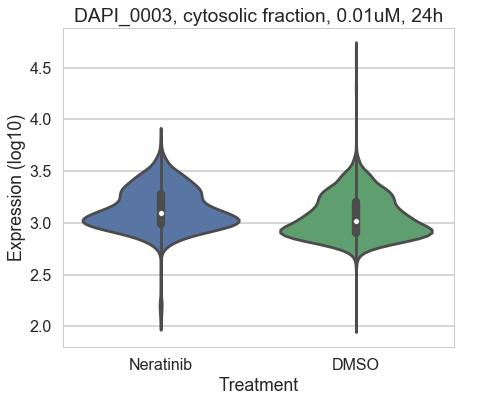 DAPI_0003, cytosolic fraction, 0.01uM, 24h
Expression (log10)
4.5
4.0
3.5
3.0
2.5
2.0
Neratinib DMSO
Treatment